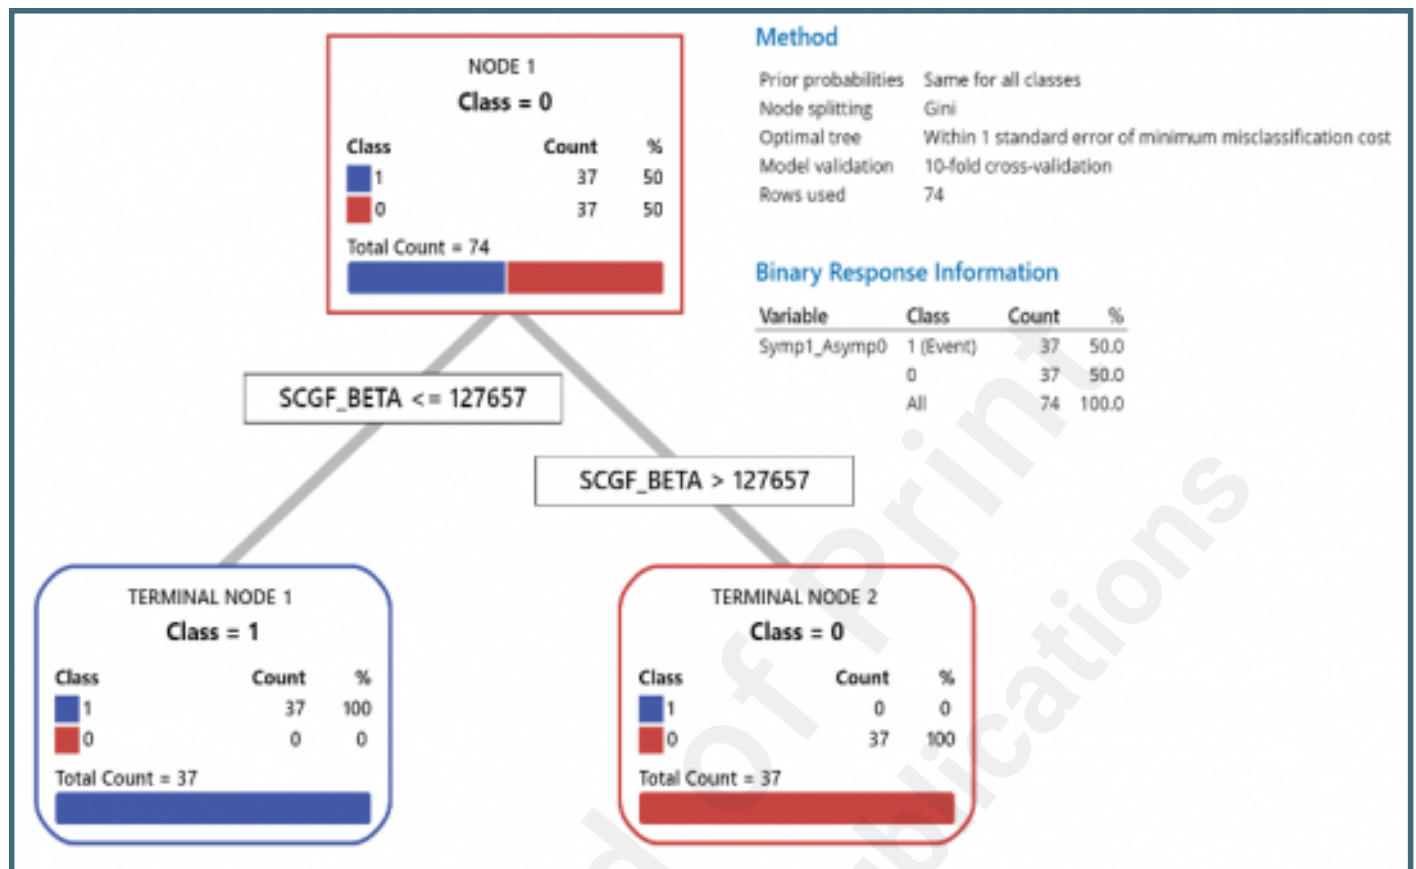 NODE 1
Class = 0
Class Count %
1 37 50
0 37 50
Total Count = 74
Method
Prior probabilities Same for all classes
Node splitting Gini
Optimal tree Within 1 standard error of minimum misclassification cost
Model validation 10-fold cross-validation
Rows used 74
Binary Response Information
Variable Class Count %
Symp1_Asymp0 1 (Event) 37 50.0
0 37 50.0
All 74 100.0
SCGF_BETA <= 127657
SCGF_BETA > 127657
TERMINAL NODE 1
Class = 1
Class Count %
1 37 100
0 0 0
Total Count = 37
TERMINAL NODE 2
Class = 0
Class Count %
1 0 0
0 37 100
Total Count = 37
of Print